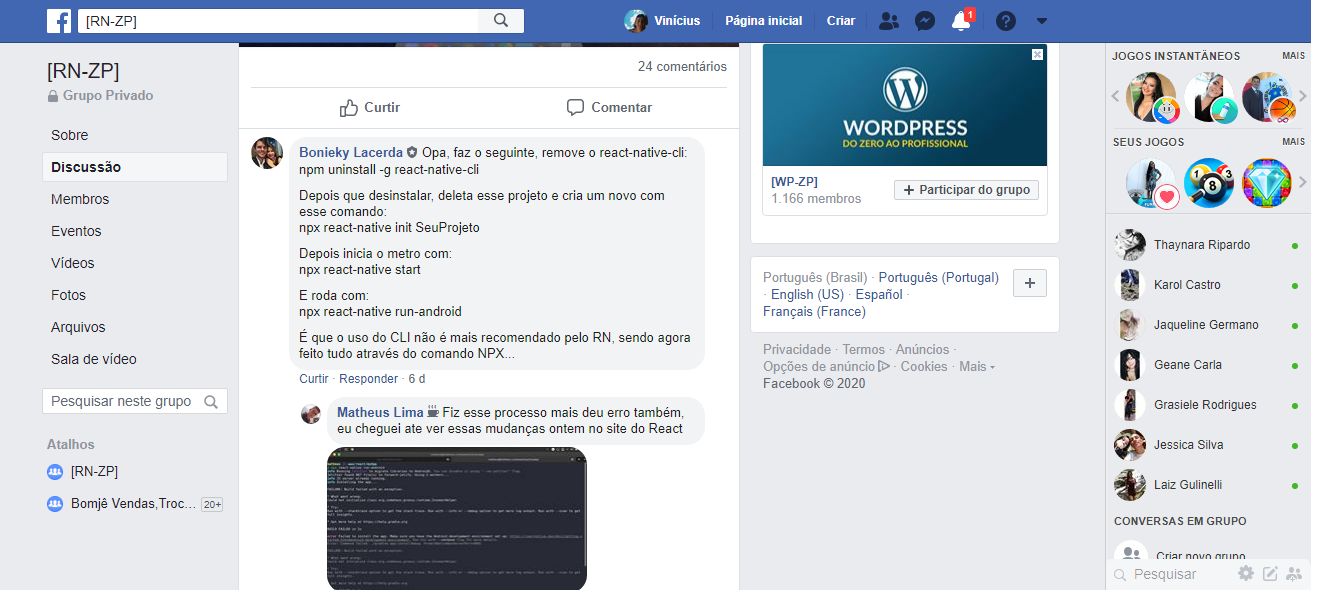 [RN-ZP]
Vinícius
Página inicial
Criar
1
[RN-ZP]
Grupo Privado
Sobre
Discussão
Membros
Eventos
Vídeos
Fotos
Arquivos
Sala de vídeo
Pesquisar neste grupo
Atalhos
[RN-ZP]
Bomjê Vendas,Troc... 20+
24 comentários
Curtir
Comentar
Bonieky Lacerda Opa, faz o seguinte, remove o react-native-cli:
npm uninstall -g react-native-cli
Depois que desinstalar, deleta esse projeto e cria um novo com
esse comando:
npx react-native init SeuProjeto
Depois inicia o metro com:
npx react-native start
E roda com:
npx react-native run-android
É que o uso do CLI não é mais recomendado pelo RN, sendo agora
feito tudo através do comando NPX...
Curtir · Responder · 6 d
Matheus Lima Fiz esse processo mais deu erro também,
eu cheguei ate ver essas mudanças ontem no site do React
WORDPRESS
DO ZERO AO PROFISSIONAL
[WP-ZP]
1.166 membros
+ Participar do grupo
Português (Brasil) · Português (Portugal)
· English (US) · Español ·
Français (France)
+
Privacidade · Termos · Anúncios ·
Opções de anúncio · Cookies · Mais
Facebook © 2020
JOGOS INSTANTÂNEOS
MAIS
SEUS JOGOS
MAIS
1 8 3
Thaynara Ripardo
Karol Castro
Jaqueline Germano
Geane Carla
Grasiele Rodrigues
Jessica Silva
Laiz Gulinelli
CONVERSAS EM GRUPO
Criar novo grupo
Pesquisar